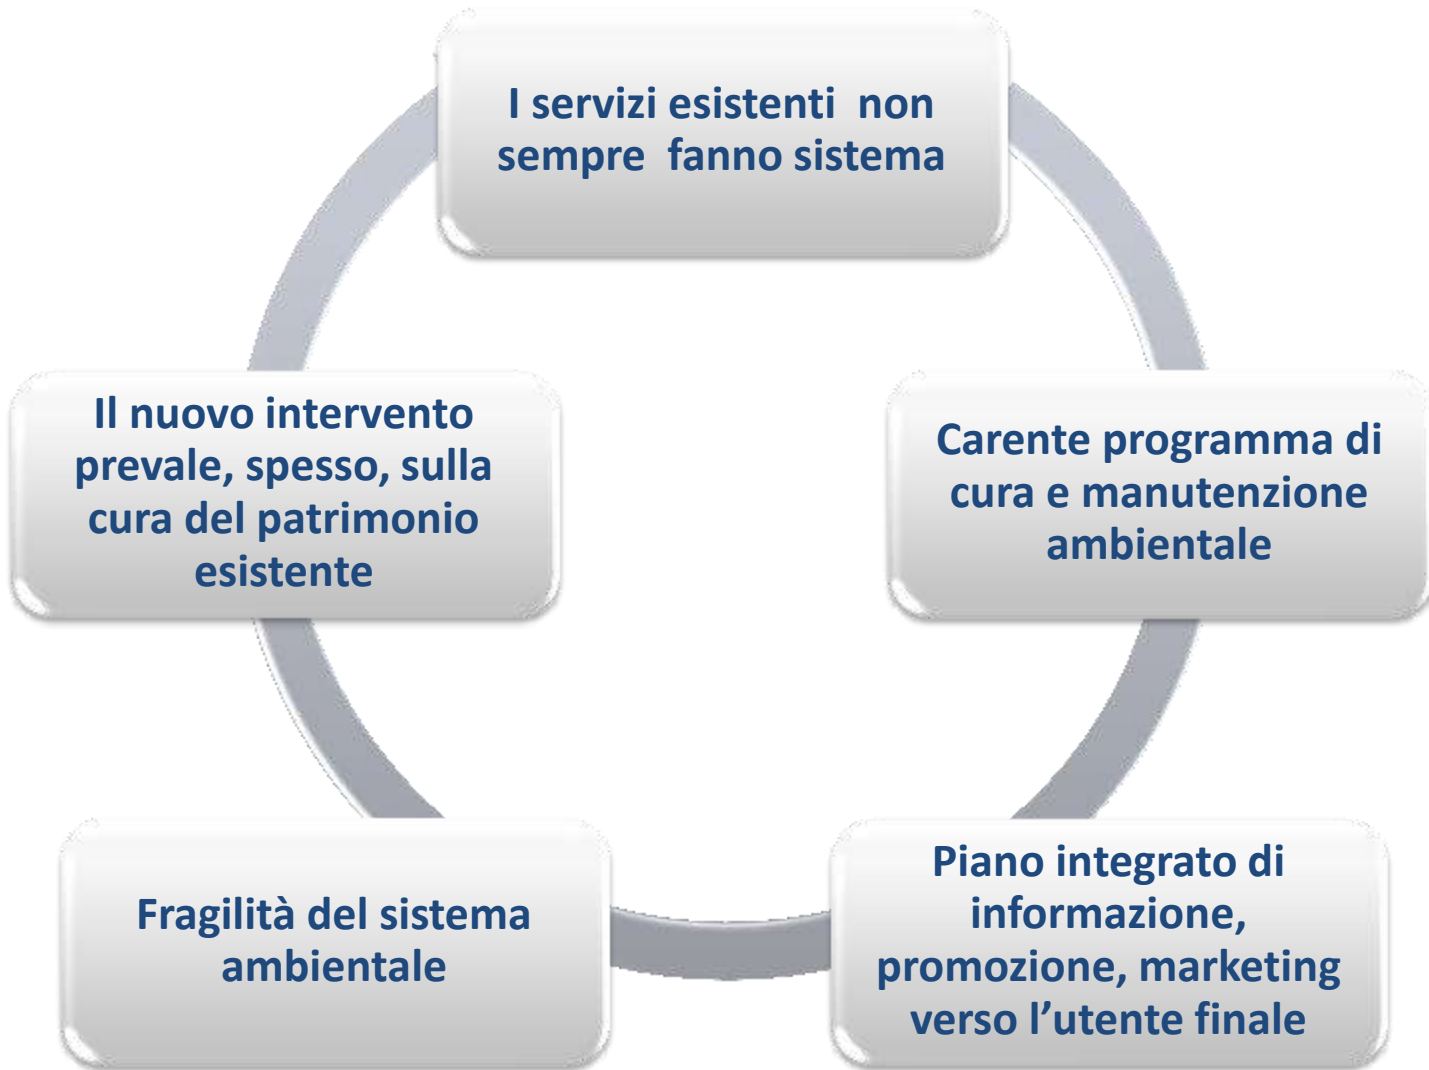 I servizi esistenti  non
sempre  fanno sistema
Carente programma di
cura e manutenzione
ambientale
Piano integrato di
informazione,
promozione, marketing
verso l’utente finale
Fragilità del sistema
ambientale
Il nuovo intervento
prevale, spesso, sulla
cura del patrimonio
esistente